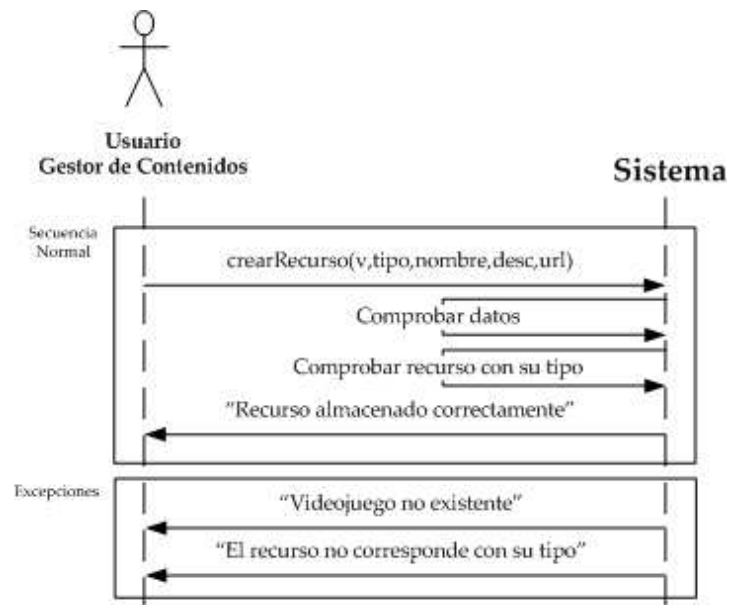 Usuario
Gestor de Contenidos
Sistema
Secuencia
Normal
crearRecurso(v,tipo,nombre,desc,url)
Comprobar datos
Comprobar recurso con su tipo
“Recurso almacenado correctamente”
Excepciones
“Videojuego no existente”
“El recurso no corresponde con su tipo”